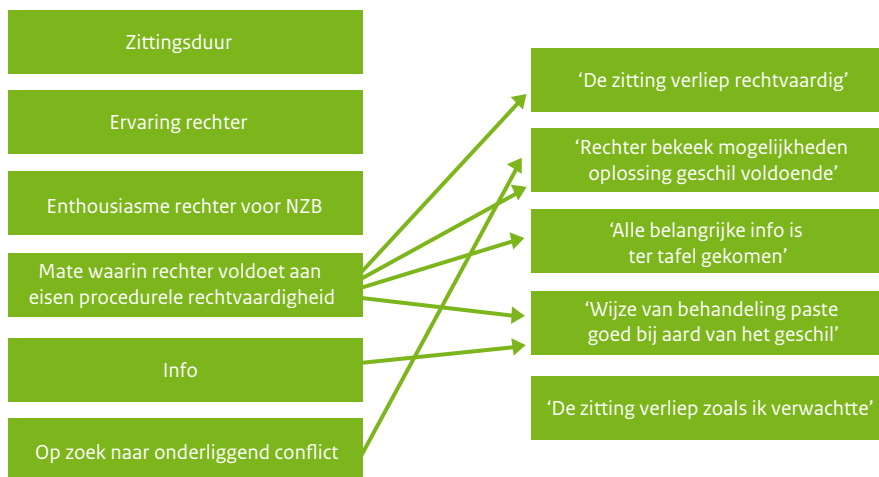 Zittingsduur
Ervaring rechter
Enthousiasme rechter voor NZB
Mate waarin rechter voldoet aan
eisen procedurele rechtvaardigheid
Info
Op zoek naar onderliggend conflict
‘De zitting verliep rechtvaardig’
‘Rechter bekeek mogelijkheden
oplossing geschil voldoende’
‘Alle belangrijke info is
ter tafel gekomen’
‘Wijze van behandeling paste
goed bij aard van het geschil’
‘De zitting verliep zoals ik verwachtte’